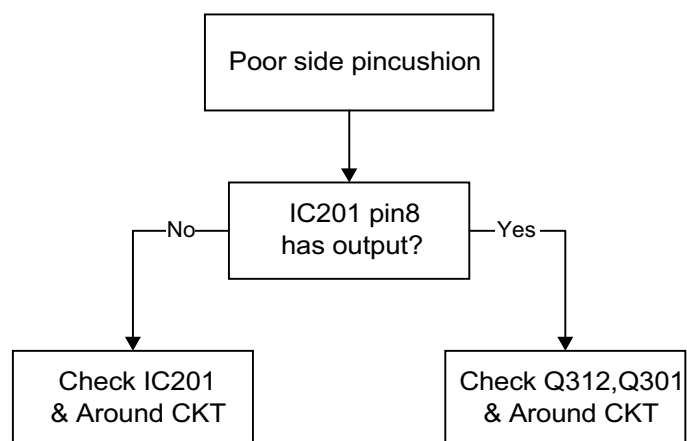 Poor side pincushion
IC201 pin8
has output?
No
Yes
Check IC201
& Around CKT
Check Q312,Q301
& Around CKT